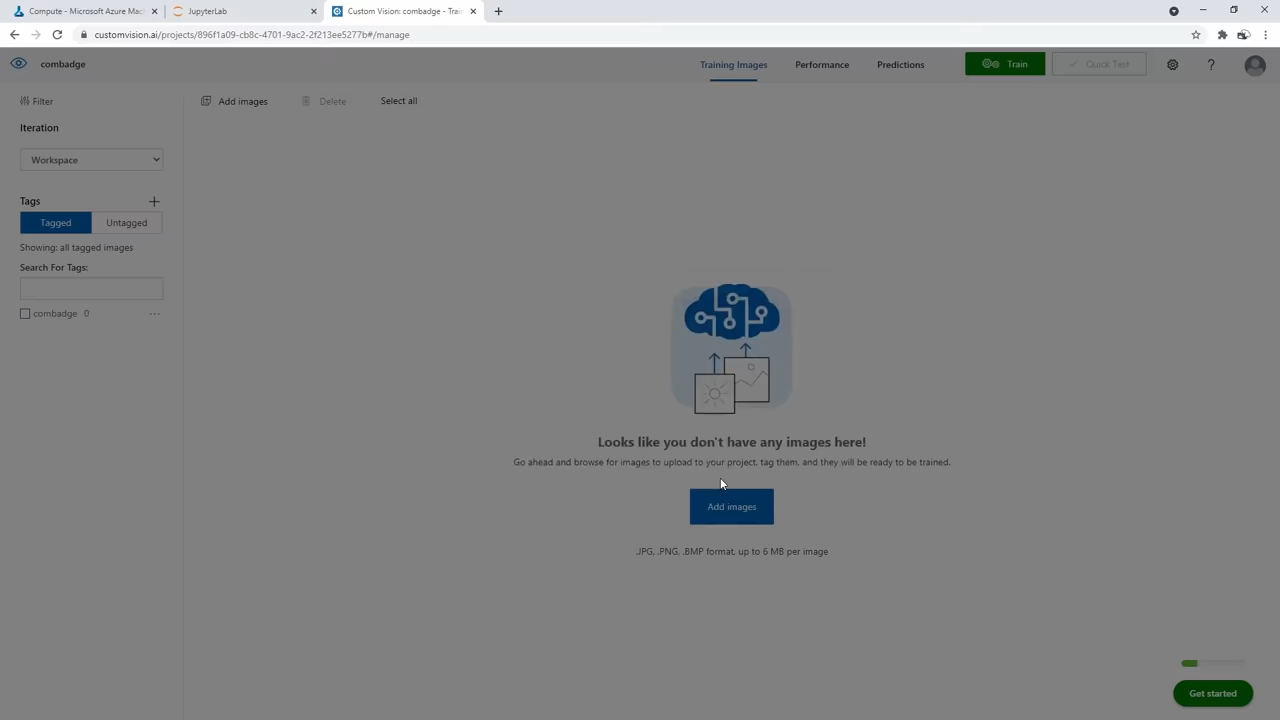 Compute - Microsoft Azure Mac
JupyterLab
Custom Vision: combadge - Train
customvision.ai/projects/896f1a09-cb8c-4701-9ac2-2f213ee5277b#/manage
combadge
Training Images
Performance
Predictions
Train
Quick Test
?
Filter
Add images
Delete
Select all
Iteration
Workspace
Tags
Tagged
Untagged
Showing: all tagged images
Search For Tags:
combadge 0
Looks like you don't have any images here!
Go ahead and browse for images to upload to your project, tag them, and they will be ready to be trained.
Add images
.JPG, .PNG, .BMP format, up to 6 MB per image
Get started